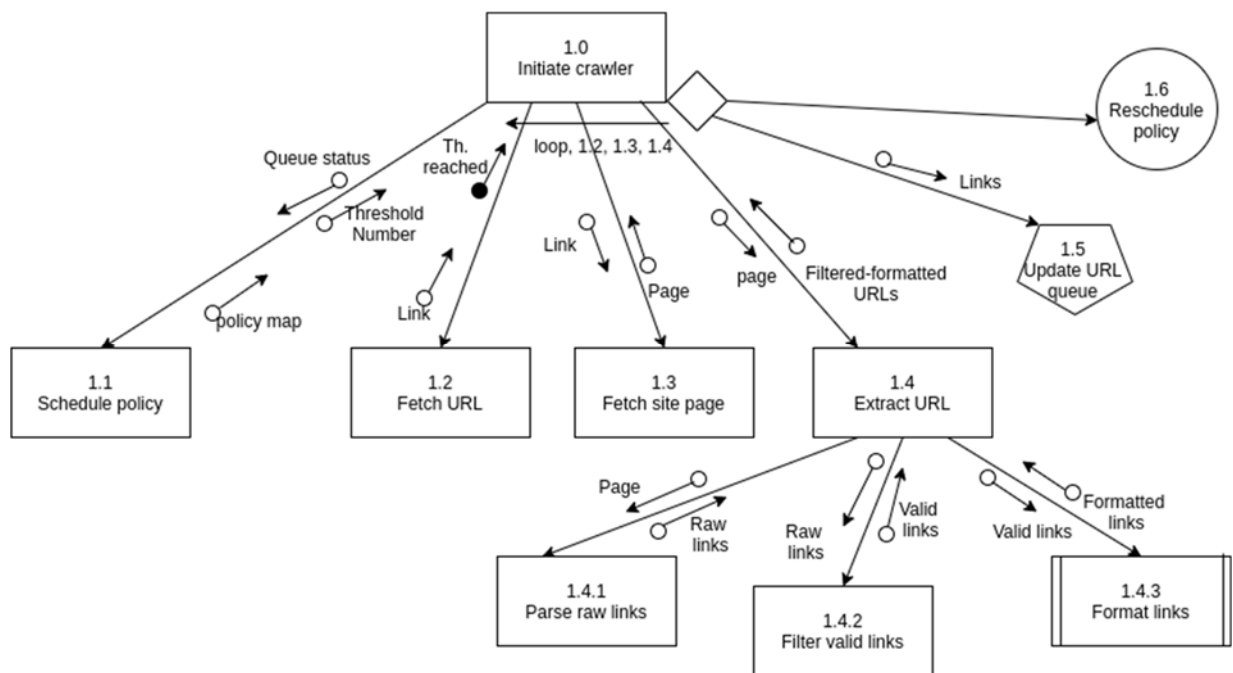 1.0
Initiate crawler
1.6
Reschedule
policy
Th.
reached
loop, 1.2, 1.3, 1.4
Queue status
Links
Threshold
Number
Link
page
Filtered-formatted
URLs
1.5
Update URL
queue
policy map
Link
Page
1.1
Schedule policy
1.2
Fetch URL
1.3
Fetch site page
1.4
Extract URL
Page
Raw
links
Raw
links
Valid
links
Valid links
Formatted
links
1.4.1
Parse raw links
1.4.2
Filter valid links
1.4.3
Format links